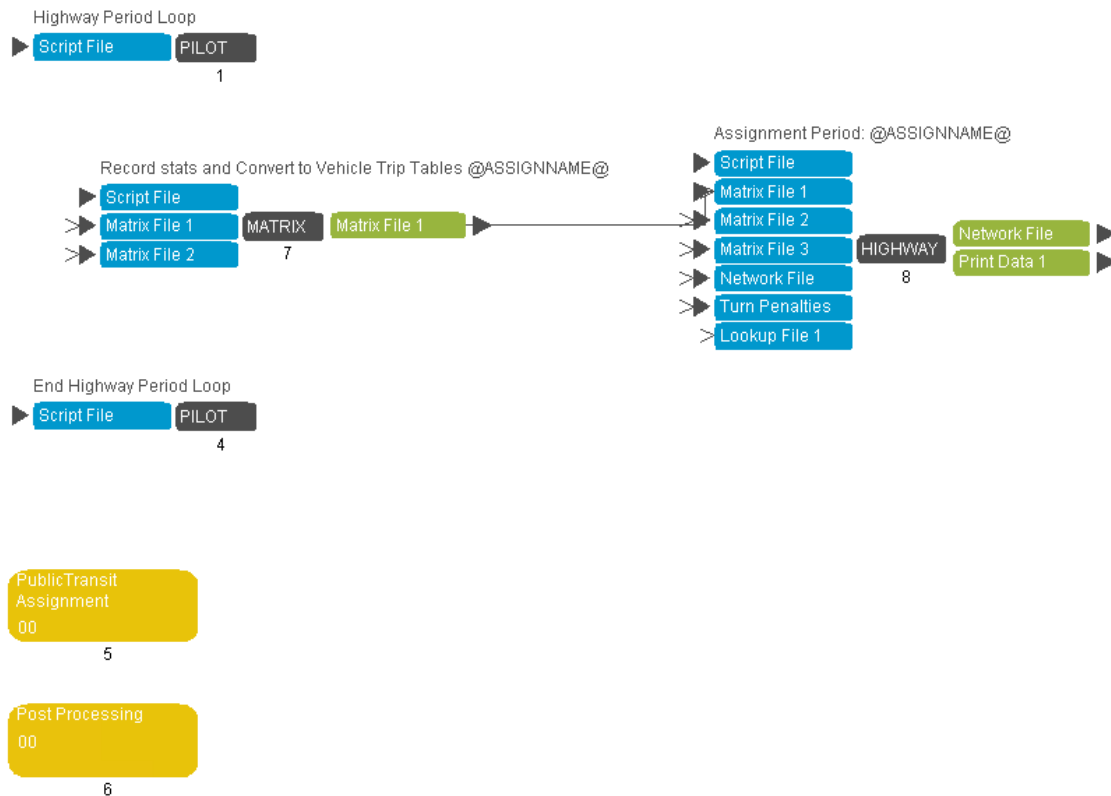 Highway Period Loop
Script File PILOT
1
Assignment Period: @ASSIGNNAME@
Script File
Record stats and Convert to Vehicle Trip Tables @ASSIGNNAME@
Script File
Matrix File 1 MATRIX Matrix File 1
Matrix File 2
7
Matrix File 1
Matrix File 2
Matrix File 3 HIGHWAY Network File
Network File Print Data 1
8
Turn Penalties
Lookup File 1
End Highway Period Loop
Script File PILOT
4
PublicTransit
Assignment
00
5
Post Processing
00
6